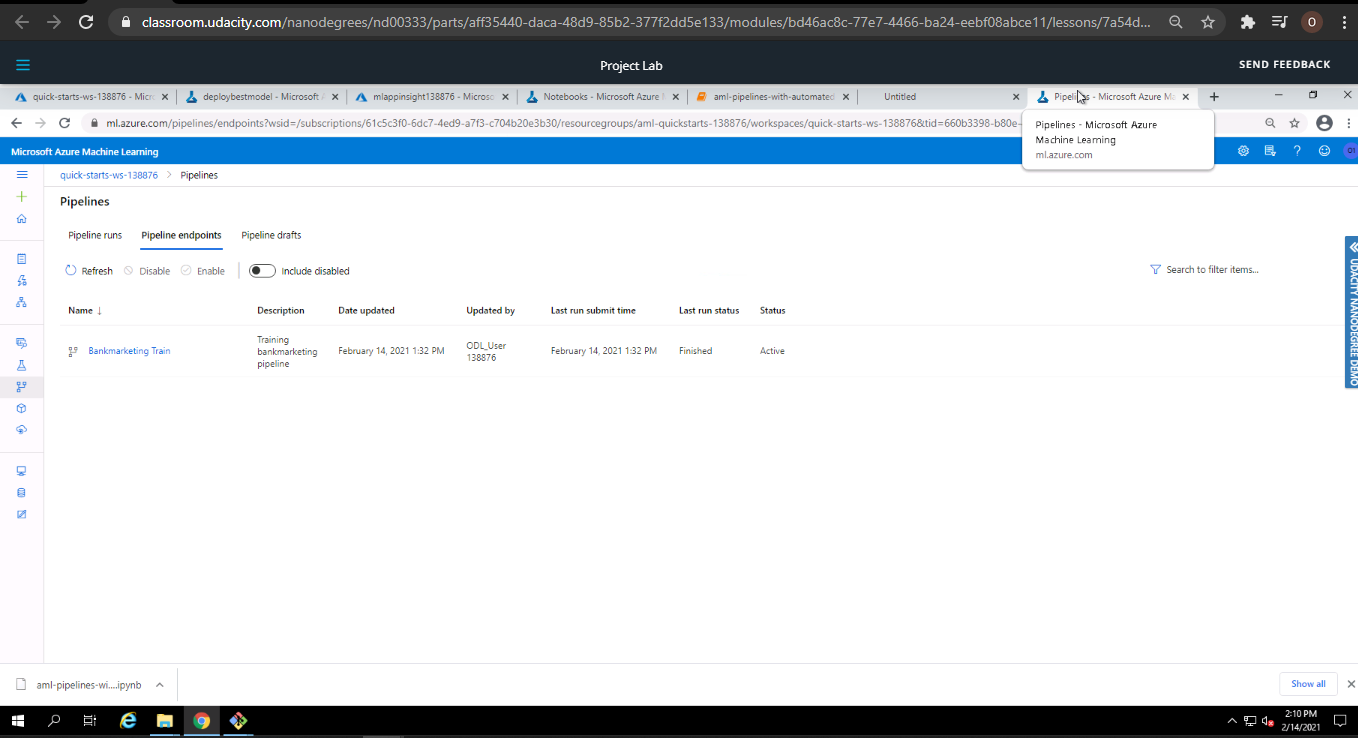 classroom.udacity.com/nanodegrees/nd00333/parts/aff35440-daca-48d9-85b2-377f2dd5e133/modules/bd46ac8c-77e7-4466-ba24-eebf08abce11/lessons/7a54d...
O
Project Lab
SEND FEEDBACK
quick-starts-ws-138876 - Micro
deploybestmodel - Microsoft A
mlappinsight138876 - Microso
Notebooks - Microsoft Azure M
aml-pipelines-with-automated
Untitled
Pipelines - Microsoft Azure Ma
ml.azure.com/pipelines/endpoints?wsid=/subscriptions/61c5c3f0-6dc7-4ed9-a7f3-c704b20e3b30/resourcegroups/aml-quickstarts-138876/workspaces/quick-starts-ws-138876&tid=660b3398-b80e-
Pipelines - Microsoft Azure
Machine Learning
ml.azure.com
Microsoft Azure Machine Learning
quick-starts-ws-138876 > Pipelines
Pipelines
Pipeline runs Pipeline endpoints Pipeline drafts
Refresh Disable Enable Include disabled
Search to filter items...
Name ↓ Description Date updated Updated by Last run submit time Last run status Status
Bankmarketing Train
Training
bankmarketing
pipeline
February 14, 2021 1:32 PM
ODL_User
138876
February 14, 2021 1:32 PM
Finished
Active
UDACITY NANODEGREE DEMO
aml-pipelines-wi....ipynb
Show all
2:10 PM
2/14/2021